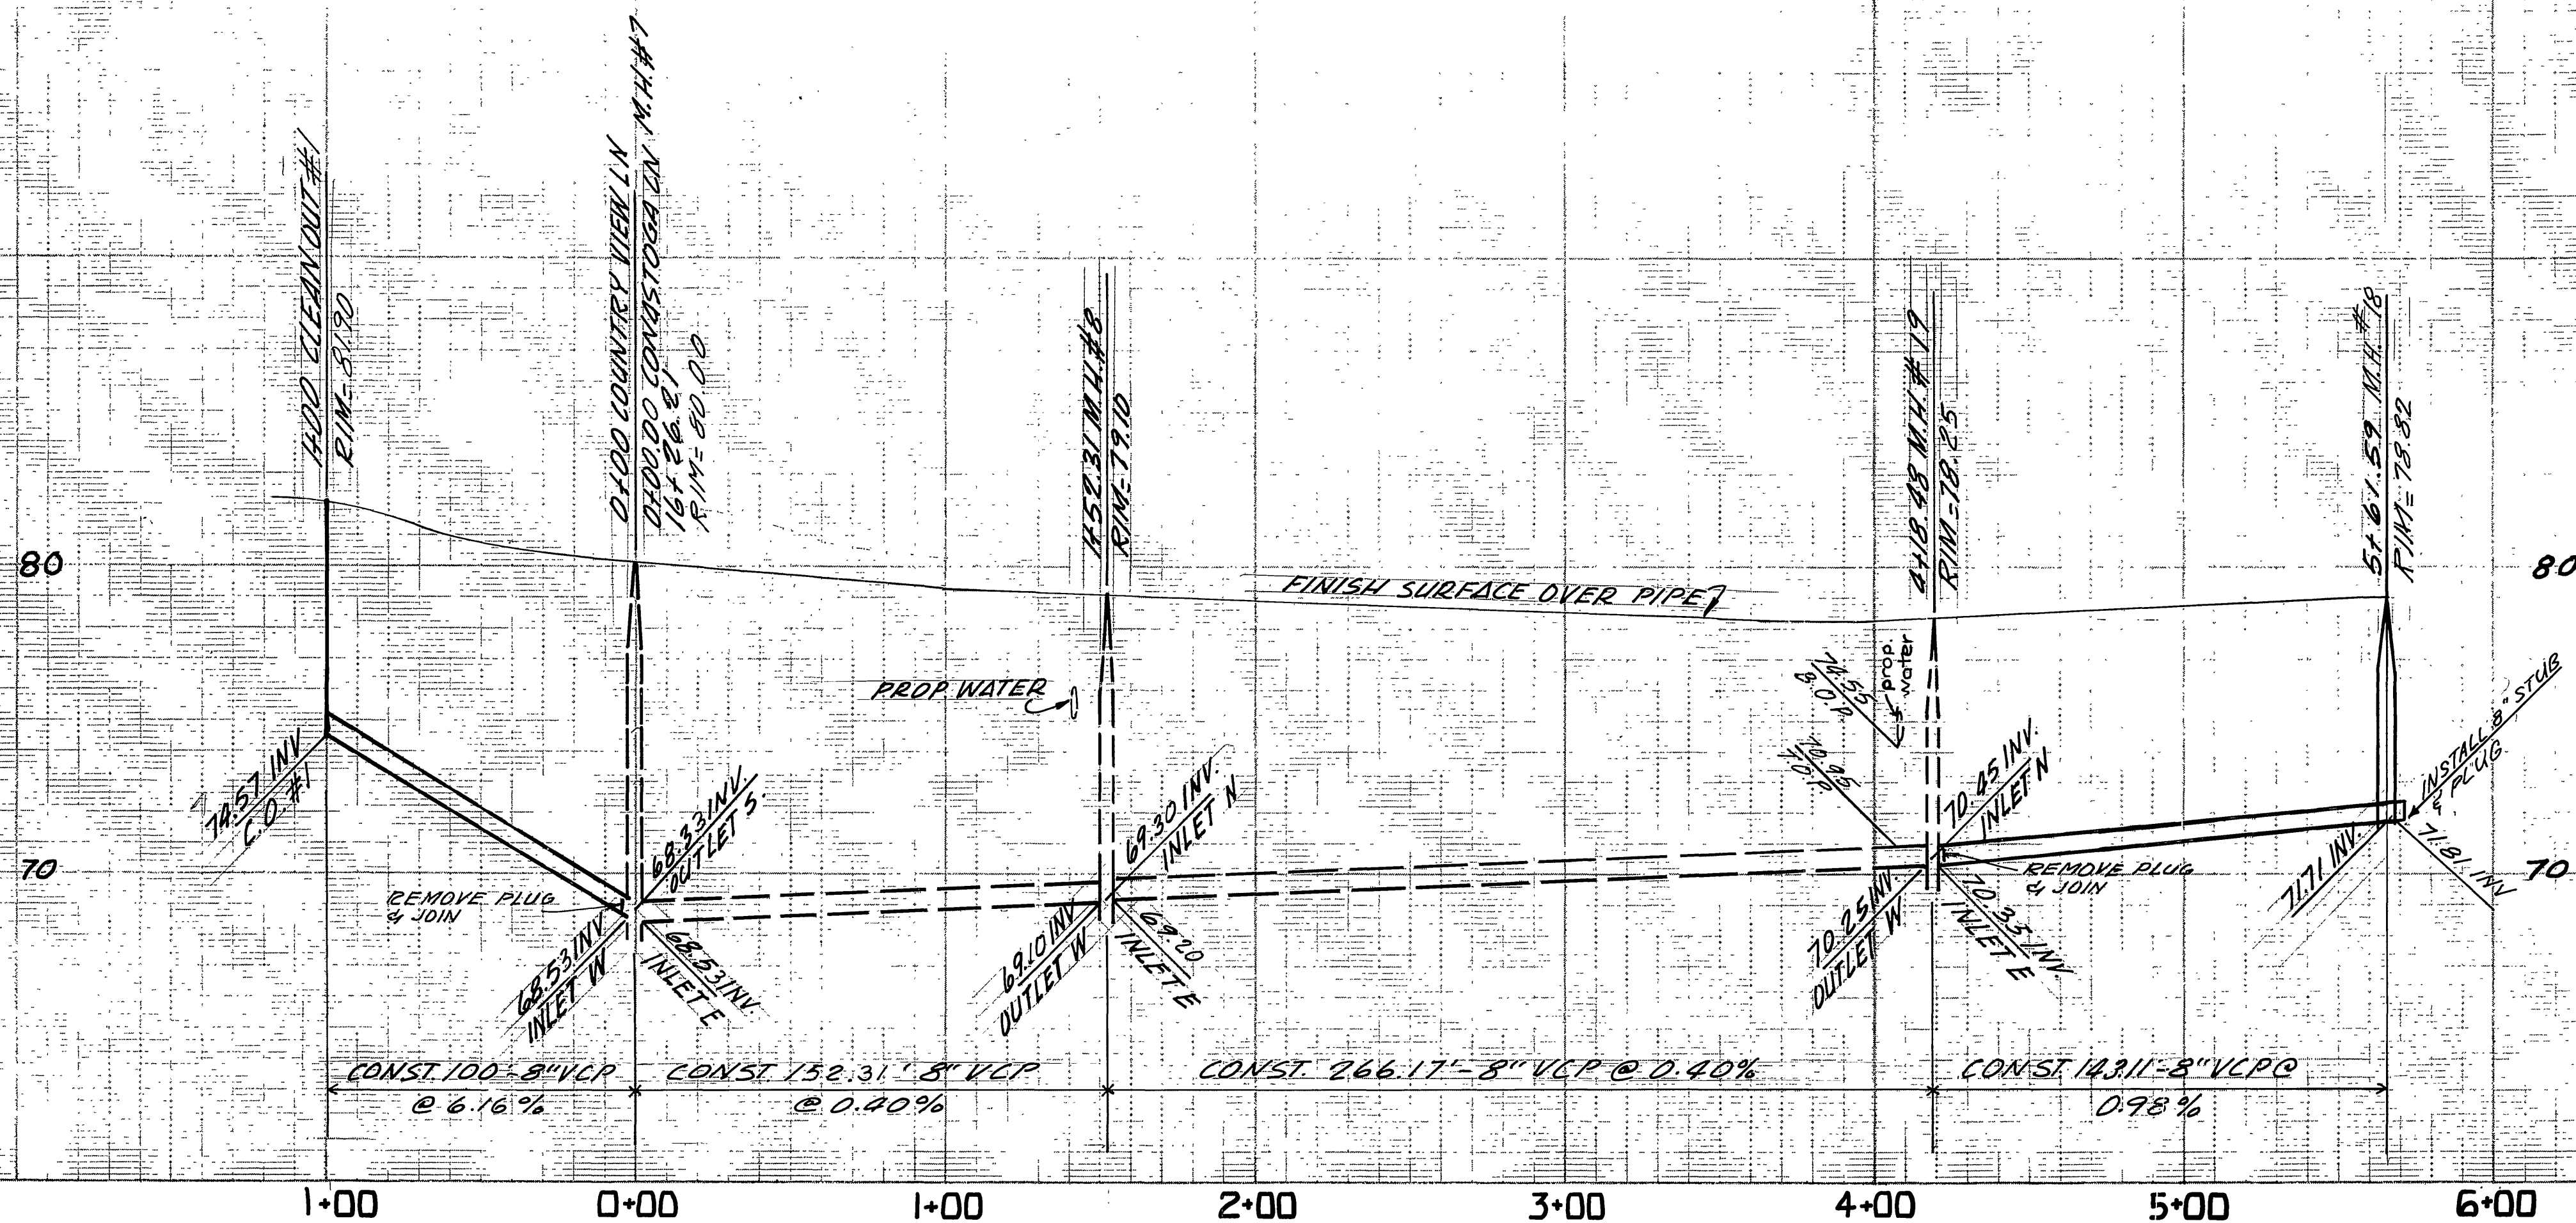 1+00 CLEANOUT #1
RIM = 81.90
0+00 COUNTRY VIEW LN
0+00.00 CONASTOGA LN M.H.#7
16+26.21
RIM = 80.00
1+52.31 M.H.#8
RIM = 79.10
4+18.48 M.H.# 19
RIM = 78.25
5+61.59 M.H.# 18
RIM = 78.82
80
80
FINISH SURFACE OVER PIPE
PROP. WATER
prop.
water
74.55
B.O.P
70.95
T.O.P
74.57 INV
C.O. #1
68.33 INV.
OUTLET S.
69.30 INV.
INLET N
70.45 INV.
INLET N
INSTALL 8" STUB
& PLUG
70
70
REMOVE PLUG
& JOIN
REMOVE PLUG
& JOIN
68.53 INV
INLET W
68.53 INV.
INLET E
69.10 INV
OUTLET W
69.20
INLET E
70.25 INV.
OUTLET W
70.33 INV.
INLET E
71.71 INV.
71.81 INV
CONST. 100'-8" VCP
@ 6.16%
CONST. 152.31' 8" VCP
@ 0.40%
CONST. 266.17'-8" VCP @ 0.40%
CONST 143.11'-8" VCP @
0.98%
1+00 0+00 1+00 2+00 3+00 4+00 5+00 6+00